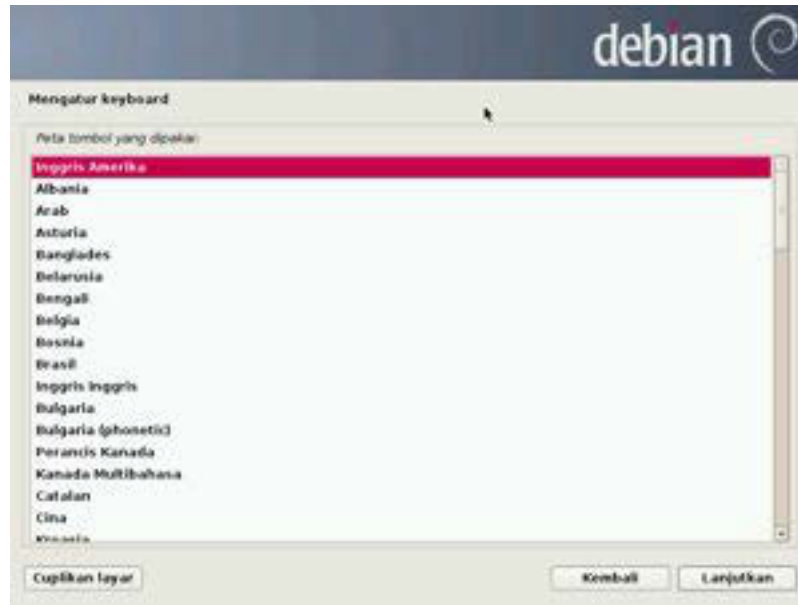 debian
Mengatur keyboard
Peta tombol yang dipakai:
Inggris Amerika
Albania
Arab
Asturia
Banglades
Belarusia
Bengali
Belgia
Bosnia
Brasil
Inggris Inggris
Bulgaria
Bulgaria (phonetic)
Perancis Kanada
Kanada Multibahasa
Catalan
Cina
Cuplikan layar
Kembali
Lanjutkan